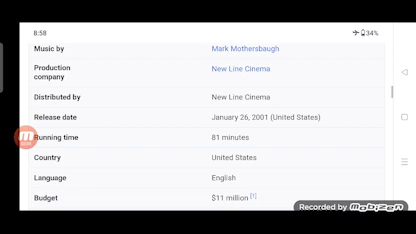 8:58
34%
Music by Mark Mothersbaugh
Production company New Line Cinema
Distributed by New Line Cinema
Release date January 26, 2001 (United States)
Running time 81 minutes
Country United States
Language English
Budget $11 million [1]
Recorded by Mobizen